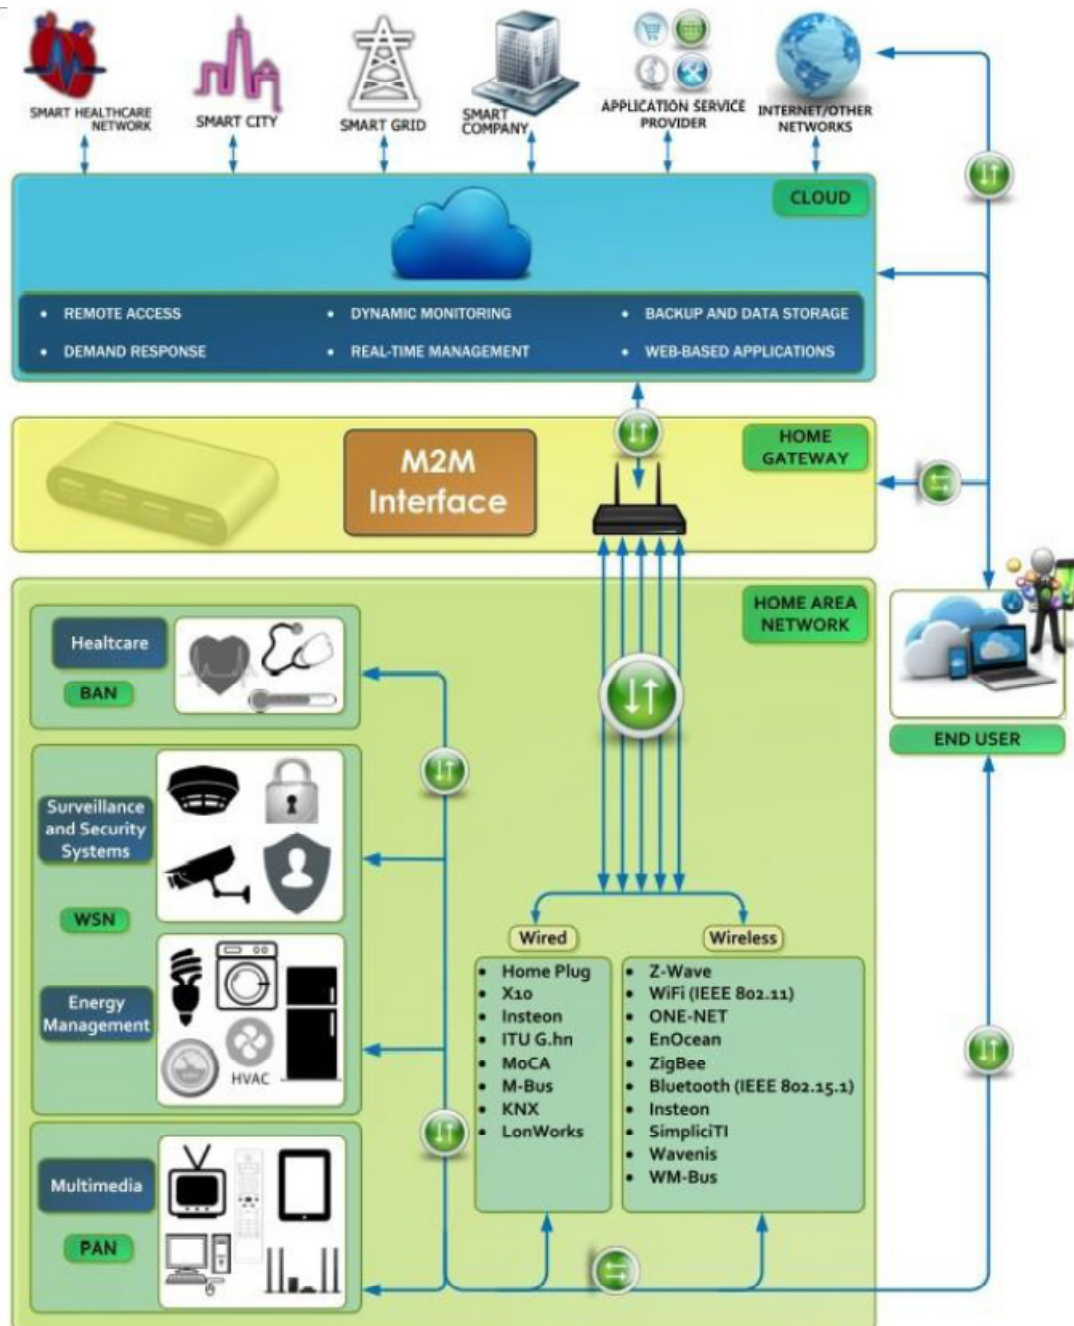 SMART HEALTHCARE
NETWORK
SMART CITY
SMART GRID
SMART
COMPANY
APPLICATION SERVICE
PROVIDER
INTERNET/OTHER
NETWORKS
CLOUD
• REMOTE ACCESS
• DYNAMIC MONITORING
• BACKUP AND DATA STORAGE
• DEMAND RESPONSE
• REAL-TIME MANAGEMENT
• WEB-BASED APPLICATIONS
M2M
Interface
HOME
GATEWAY
HOME AREA
NETWORK
Healtcare
BAN
END USER
Surveillance
and Security
Systems
WSN
Energy
Management
HVAC
Multimedia
PAN
Wired
• Home Plug
• X10
• Insteon
• ITU G.hn
• MoCA
• M-Bus
• KNX
• LonWorks
Wireless
• Z-Wave
• WiFi (IEEE 802.11)
• ONE-NET
• EnOcean
• ZigBee
• Bluetooth (IEEE 802.15.1)
• Insteon
• SimpliciTI
• Wavenis
• WM-Bus